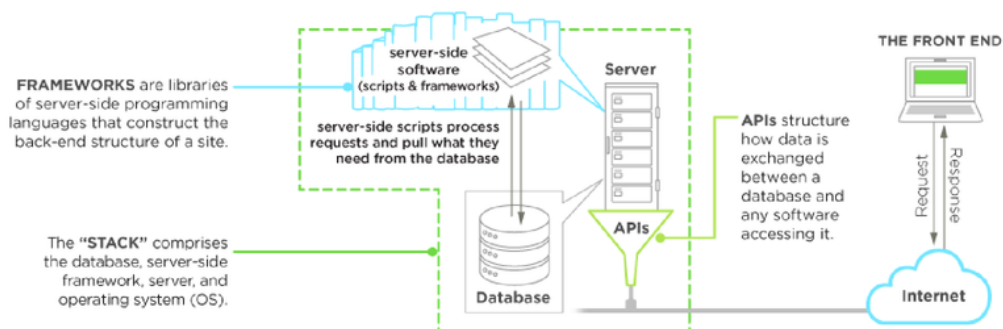 FRAMEWORKS are libraries
of server-side programming
languages that construct the
back-end structure of a site.
The “STACK” comprises
the database, server-side
framework, server, and
operating system (OS).
server-side
software
(scripts & frameworks)
server-side scripts process
requests and pull what they
need from the database
Database
Server
APIs
APIs structure
how data is
exchanged
between a
database and
any software
accessing it.
THE FRONT END
Request
Response
Internet